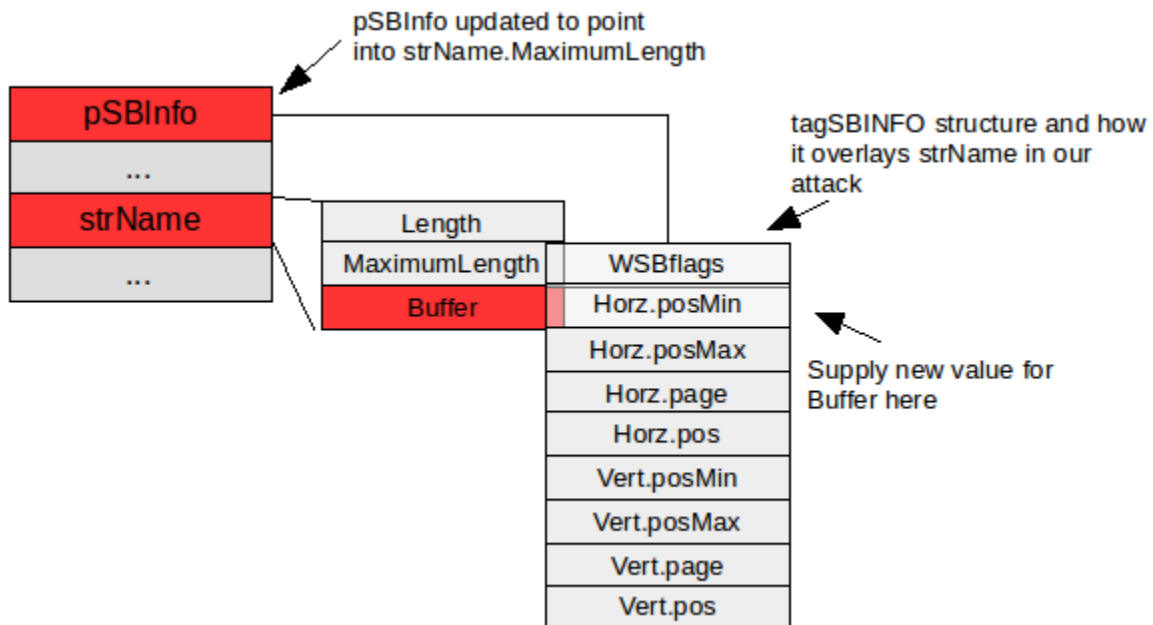 pSBInfo updated to point
into strName.MaximumLength
pSBInfo
...
strName
...
Length
MaximumLength
Buffer
tagSBINFO structure and how
it overlays strName in our
attack
WSBflags
Horz.posMin
Horz.posMax
Horz.page
Horz.pos
Vert.posMin
Vert.posMax
Vert.page
Vert.pos
Supply new value for
Buffer here